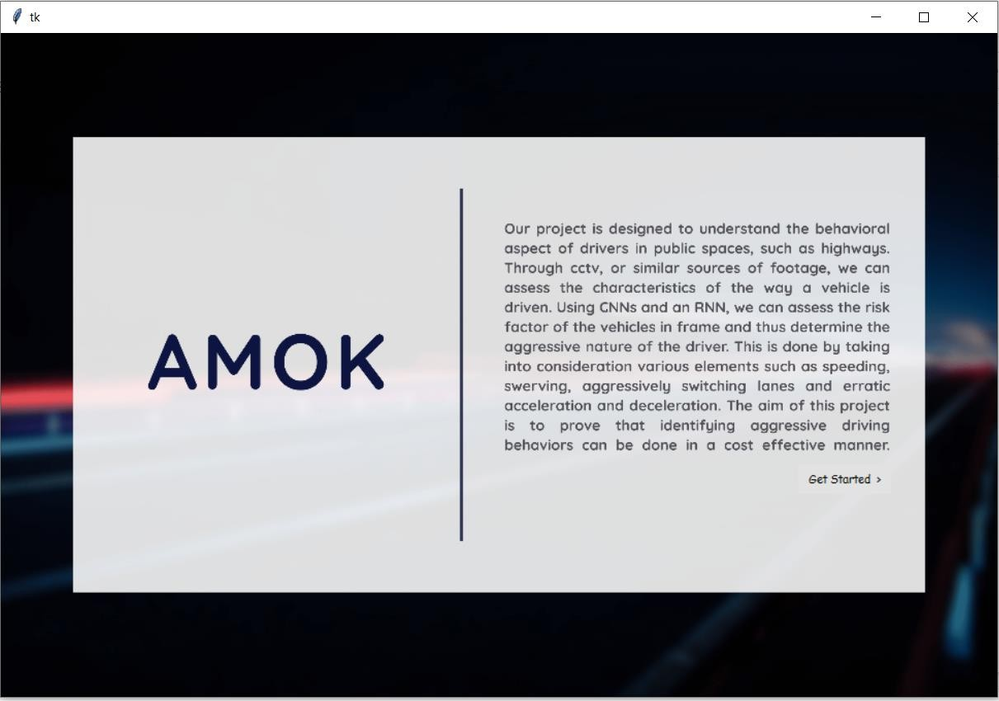 tk
AMOK
Our project is designed to understand the behavioral
aspect of drivers in public spaces, such as highways.
Through cctv, or similar sources of footage, we can
assess the characteristics of the way a vehicle is
driven. Using CNNs and an RNN, we can assess the risk
factor of the vehicles in frame and thus determine the
aggressive nature of the driver. This is done by taking
into consideration various elements such as speeding,
swerving, aggressively switching lanes and erratic
acceleration and deceleration. The aim of this project
is to prove that identifying aggressive driving
behaviors can be done in a cost effective manner.
Get Started >